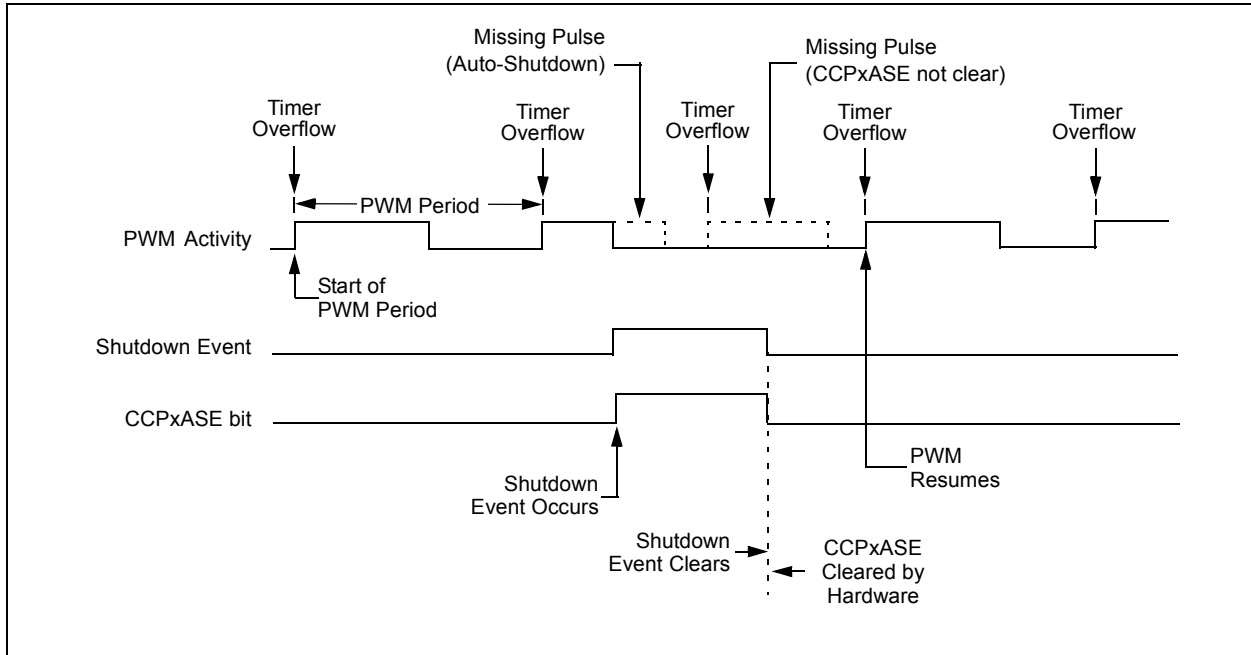 Missing Pulse
(Auto-Shutdown)
Missing Pulse
(CCPxASE not clear)
Timer
Overflow
Timer
Overflow
Timer
Overflow
Timer
Overflow
Timer
Overflow
PWM Period
PWM Activity
Start of
PWM Period
Shutdown Event
CCPxASE bit
Shutdown
Event Occurs
PWM
Resumes
Shutdown
Event Clears
CCPxASE
Cleared by
Hardware